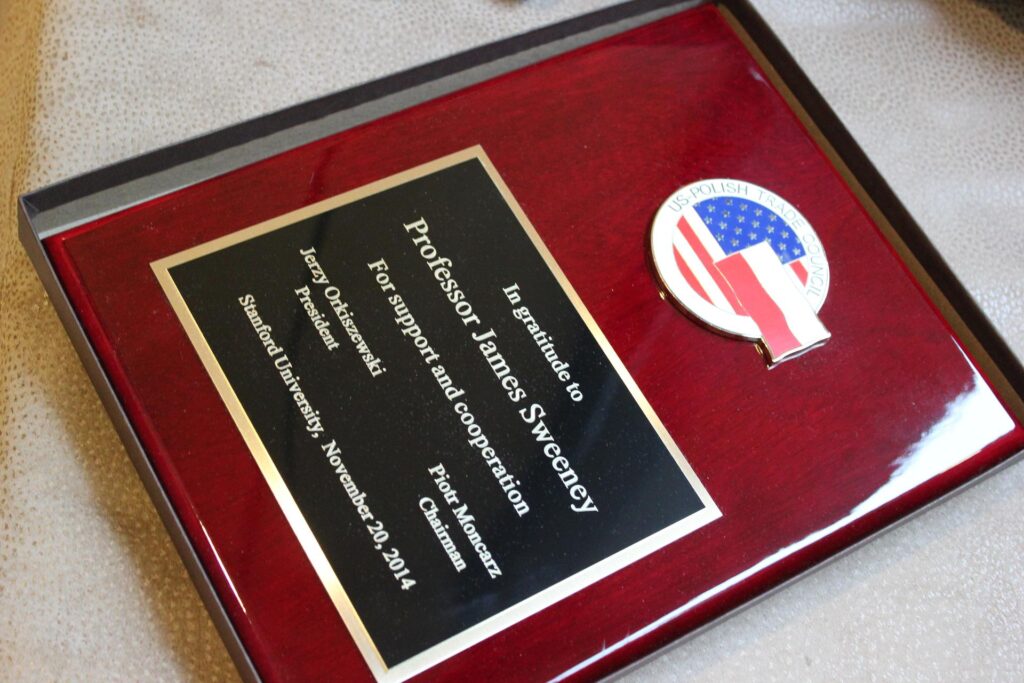 US-POLISH TRADE COUNCIL
In gratitude to
Professor James Sweeney
For support and cooperation
Jerzy Orkiszewski Piotr Moncarz
President Chairman
Stanford University, November 20, 2014